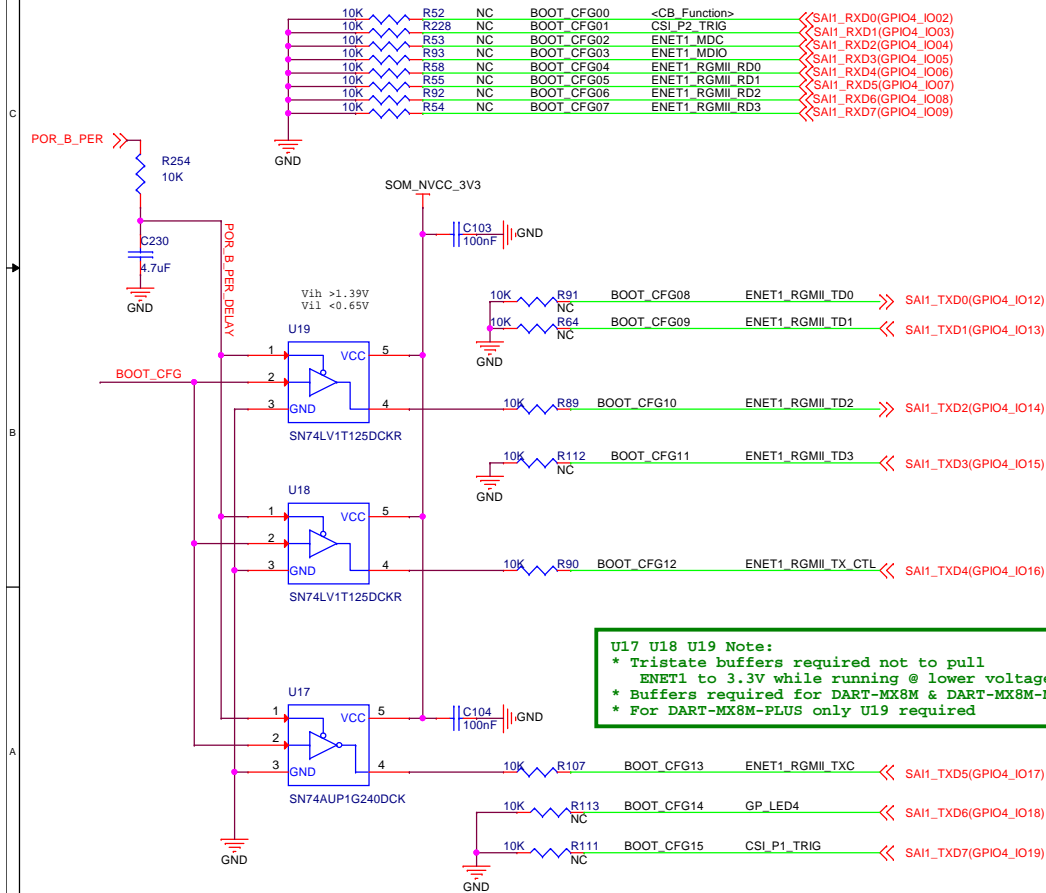 10K R52 NC BOOT_CFG00 <CB_Function> SAI1_RXD0(GPIO4_IO02)
10K R228 NC BOOT_CFG01 CSI_P2_TRIG SAI1_RXD1(GPIO4_IO03)
10K R53 NC BOOT_CFG02 ENET1_MDC SAI1_RXD2(GPIO4_IO04)
10K R93 NC BOOT_CFG03 ENET1_MDIO SAI1_RXD3(GPIO4_IO05)
10K R58 NC BOOT_CFG04 ENET1_RGMII_RD0 SAI1_RXD4(GPIO4_IO06)
10K R55 NC BOOT_CFG05 ENET1_RGMII_RD1 SAI1_RXD5(GPIO4_IO07)
10K R92 NC BOOT_CFG06 ENET1_RGMII_RD2 SAI1_RXD6(GPIO4_IO08)
10K R54 NC BOOT_CFG07 ENET1_RGMII_RD3 SAI1_RXD7(GPIO4_IO09)
C
POR_B_PER
GND
R254
10K
SOM_NVCC_3V3
C103
100nF
GND
POR_B_PER_DELAY
C230
4.7uF
GND
Vih >1.39V
Vil <0.65V
10K R91 BOOT_CFG08 ENET1_RGMII_TD0 SAI1_TXD0(GPIO4_IO12)
NC
10K R64 BOOT_CFG09 ENET1_RGMII_TD1 SAI1_TXD1(GPIO4_IO13)
NC
GND
U19
1 VCC 5
BOOT_CFG
2
3 GND 4
SN74LV1T125DCKR
10K R89 BOOT_CFG10 ENET1_RGMII_TD2 SAI1_TXD2(GPIO4_IO14)
B
10K R112 BOOT_CFG11 ENET1_RGMII_TD3 SAI1_TXD3(GPIO4_IO15)
NC
GND
U18
1 VCC 5
2
3 GND 4
SN74LV1T125DCKR
10K R90 BOOT_CFG12 ENET1_RGMII_TX_CTL SAI1_TXD4(GPIO4_IO16)
U17 U18 U19 Note:
* Tristate buffers required not to pull
ENET1 to 3.3V while running @ lower voltage
* Buffers required for DART-MX8M & DART-MX8M-
* For DART-MX8M-PLUS only U19 required
U17
1 VCC 5
2
3 GND 4
SN74AUP1G240DCK
C104
100nF
GND
A
10K R107 BOOT_CFG13 ENET1_RGMII_TXC SAI1_TXD5(GPIO4_IO17)
10K R113 BOOT_CFG14 GP_LED4 SAI1_TXD6(GPIO4_IO18)
NC
10K R111 BOOT_CFG15 CSI_P1_TRIG SAI1_TXD7(GPIO4_IO19)
NC
GND
GND